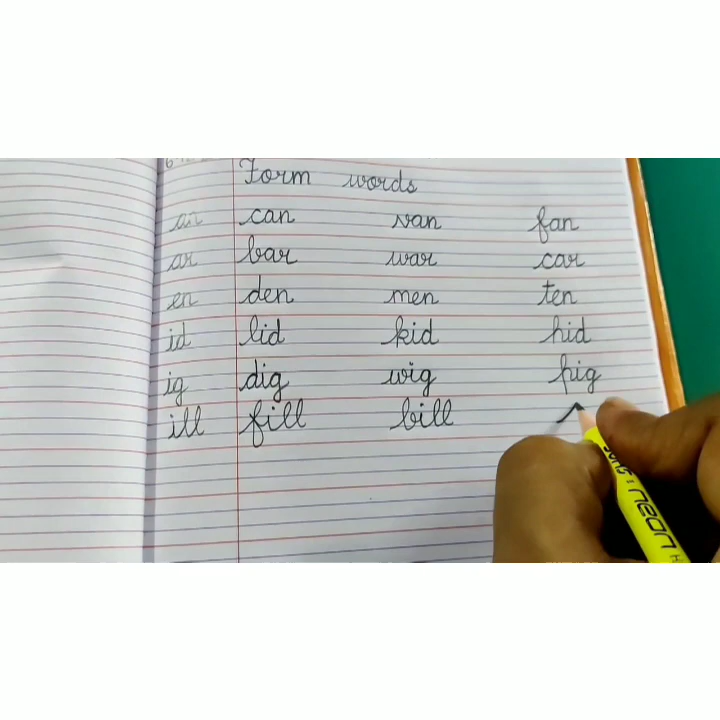 Form words
an can van fan
ar bar war car
en den men ten
id lid kid hid
ig dig wig pig
ill fill bill
neon